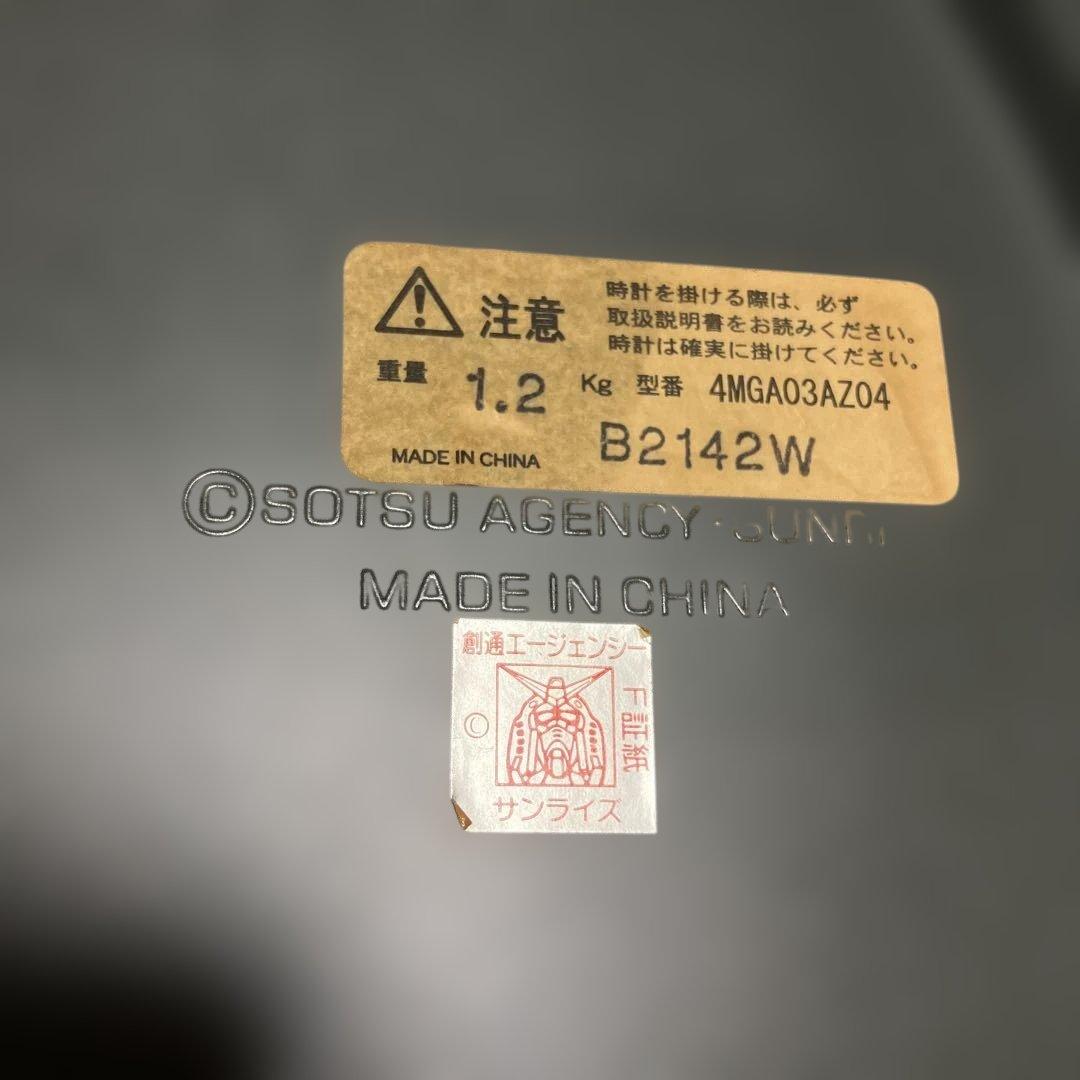 注意
時計を掛ける際は、必ず
取扱説明書をお読みください。
時計は確実に掛けてください。
重量 1.2 Kg 型番 4MGA03AZ04
MADE IN CHINA B2142W
©SOTSU AGENCY・
MADE IN CHINA
創通エージェンシー
©
証紙
サンライズ